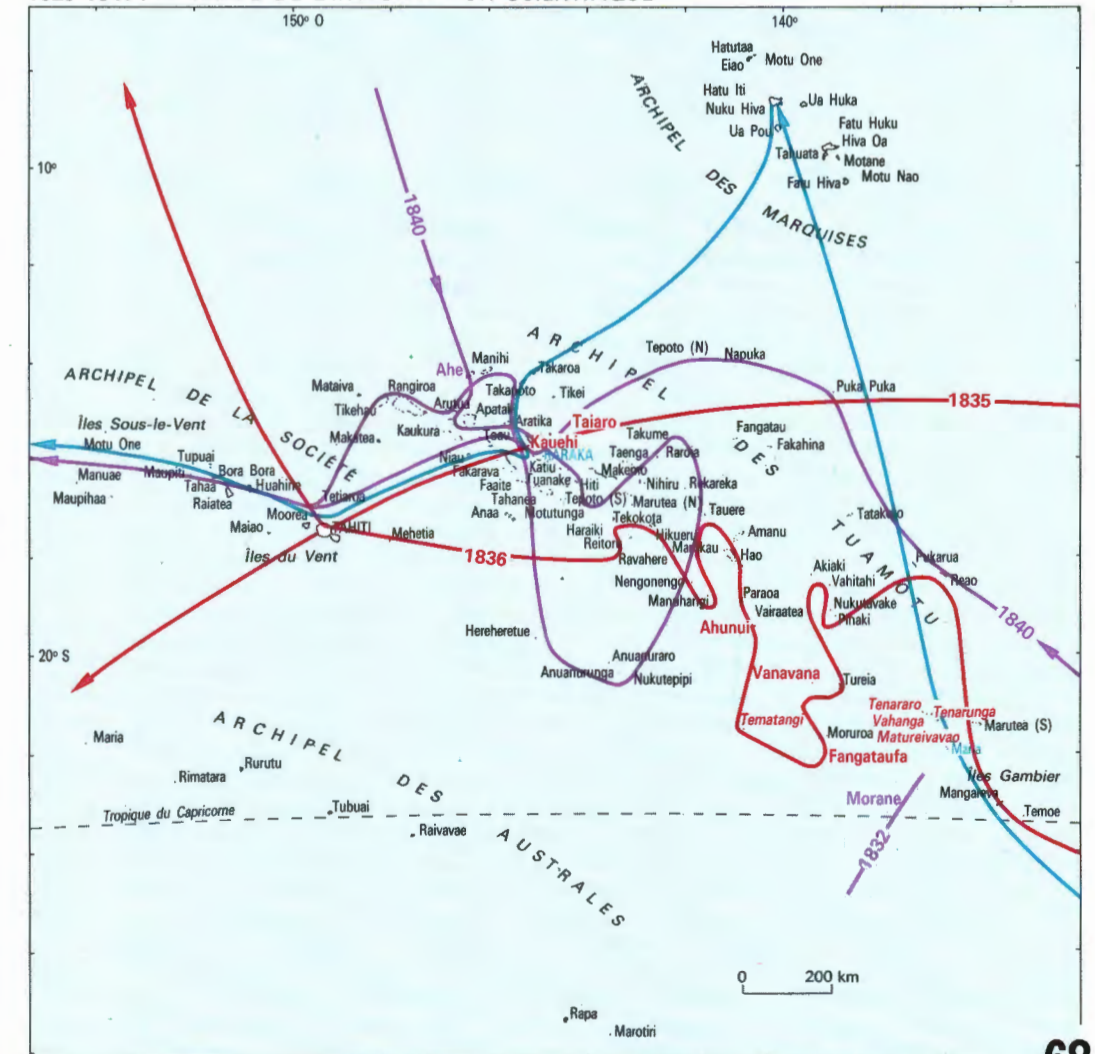 150° O
140°
Hatutaa
Eiao
Motu One
Hatu Iti
Nuku Hiva
Ua Huka
Ua Pou
Fatu Huku
Hiva Oa
Tahuata
Motane
Fatu Hiva
Motu Nao
ARCHIPEL DES MARQUISES
10°
1840
ARCHIPEL DES TUAMOTU
Tepoto (N)
Napuka
Manihi
Ahe
Takaroa
Takapoto
Tikei
Puka Puka
1835
ARCHIPEL DE LA SOCIÉTÉ
Mataiva
Rangiroa
Tikehau
Arutua
Apataki
Aratika
Taiaro
Kauehi
RARAKA
Îles Sous-le-Vent
Makatea
Kaukura
Toau
Takume
Fangatau
Fakahina
Motu One
Tupuai
Niau
Fakarava
Katiu
Taenga
Raroia
Manuae
Maupiti
Bora Bora
Tahaa
Huahine
Faaite
Tuanake
Hiti
Makemo
Nihiru
Rekareka
Maupihaa
Raiatea
Tetiaroa
Tahanea
Tepoto (S)
Marutea (N)
Moorea
Anaa
Motutunga
Tekokota
Tauere
Tatakoto
Maiao
TAHITI
Mehetia
Haraiki
Hikueru
Amanu
Îles du Vent
Reitoru
Marokau
Hao
1836
Ravahere
Pukarua
Reao
Akiaki
Vahitahi
Nengonengo
Manuhangi
Paraoa
Vairaatea
Nukutavake
Pinaki
1840
Hereheretue
Ahunui
20° S
Anuanuraro
Anuanurunga
Nukutepipi
Vanavana
Tureia
Tematangi
Tenararo
Vahanga
Tenarunga
Matureivavao
Marutea (S)
Moruroa
Maria
Fangataufa
Îles Gambier
Mangareva
Temoe
Morane
1832
ARCHIPEL DES AUSTRALES
Maria
Rimatara
Rurutu
Tropique du Capricorne
Tubuai
Raivavae
0 200 km
Rapa
Marotiri